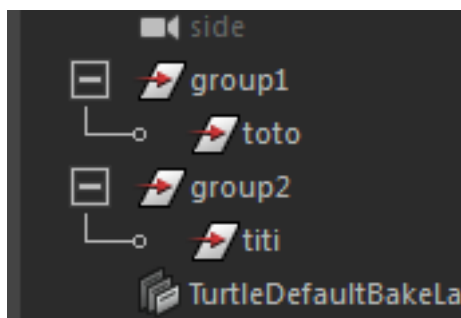 side
group1
toto
group2
titi
TurtleDefaultBakeLa